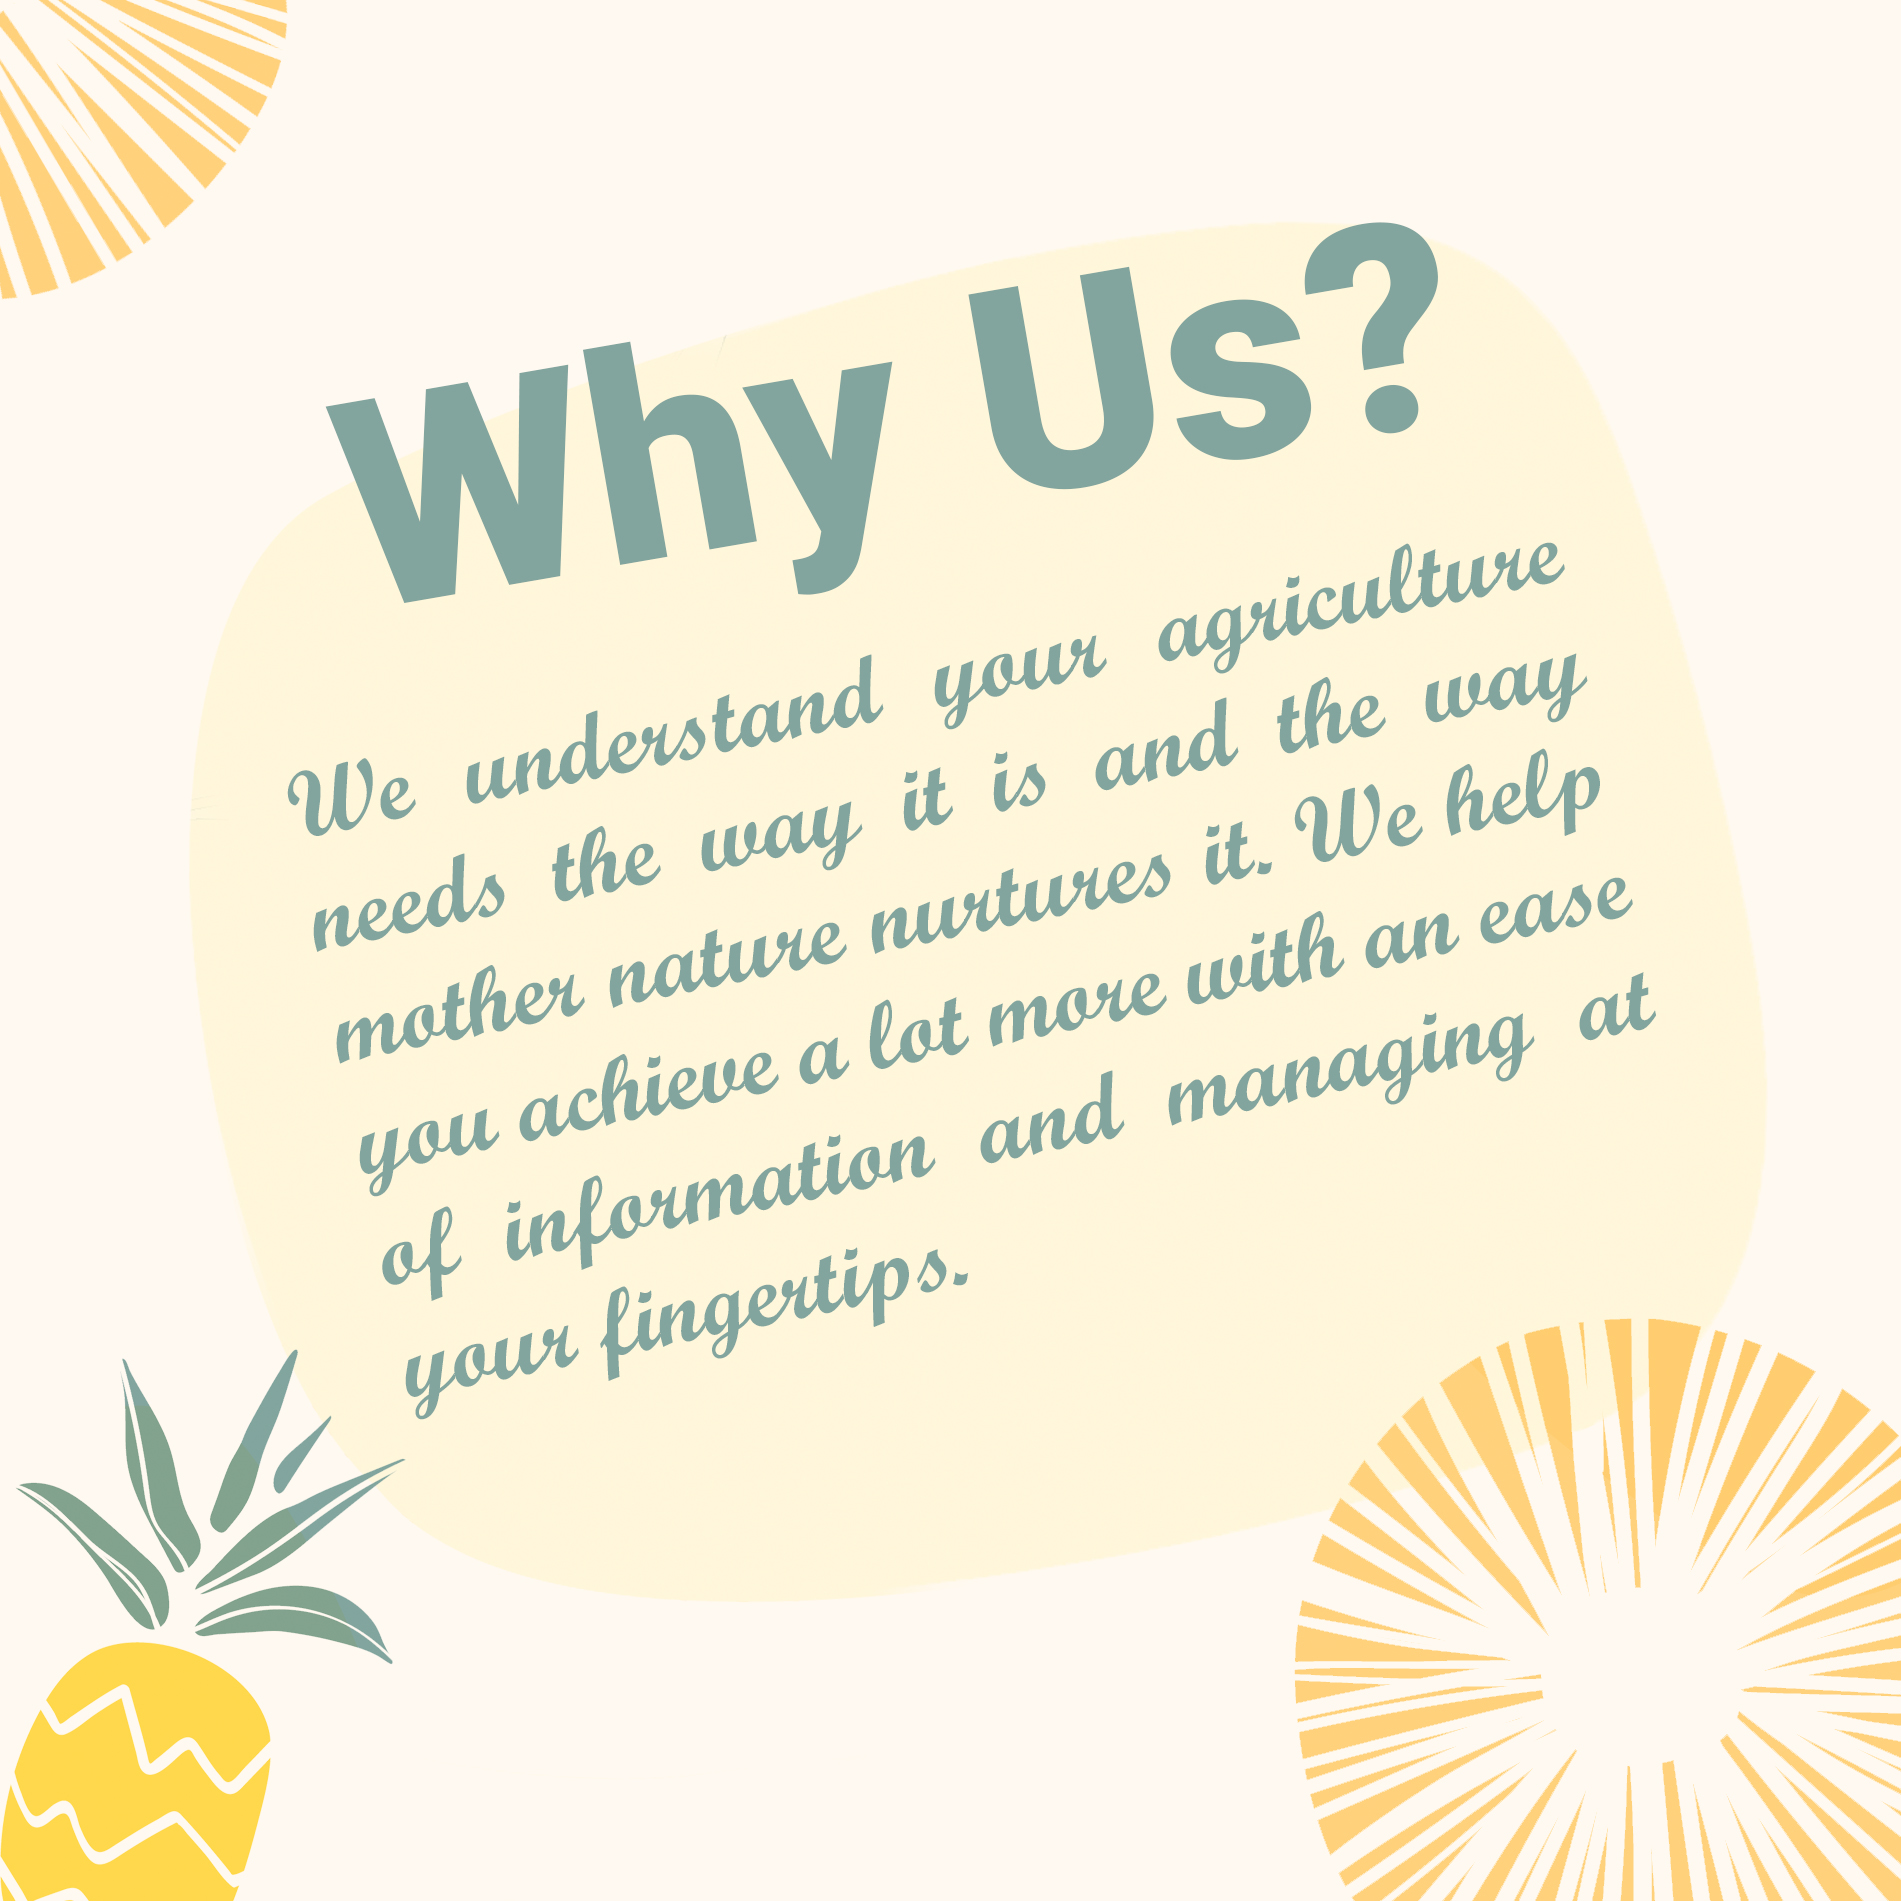 Why Us?
We understand your agriculture
needs the way it is and the way
mother nature nurtures it. We help
you achieve a lot more with an ease
of information and managing at
your fingertips.